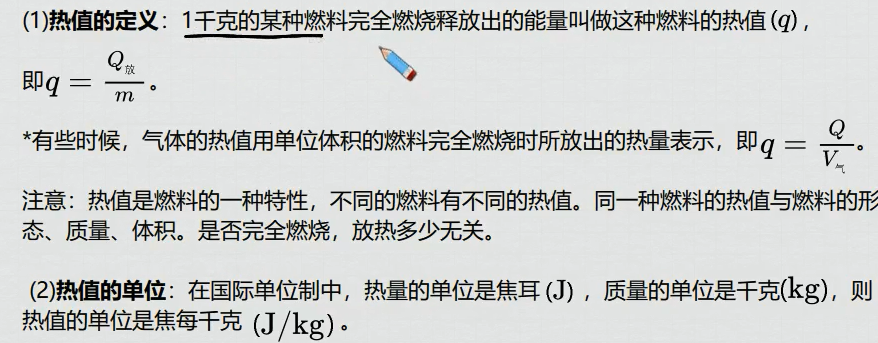 (1)热值的定义：1千克的某种燃料完全燃烧释放出的能量叫做这种燃料的热值(q)，
即q = Q放/m。
*有些时候，气体的热值用单位体积的燃料完全燃烧时所放出的热量表示，即q = Q/V气。
注意：热值是燃料的一种特性，不同的燃料有不同的热值。同一种燃料的热值与燃料的形
态、质量、体积。是否完全燃烧，放热多少无关。
(2)热值的单位：在国际单位制中，热量的单位是焦耳(J)，质量的单位是千克(kg)，则
热值的单位是焦每千克 (J/kg)。